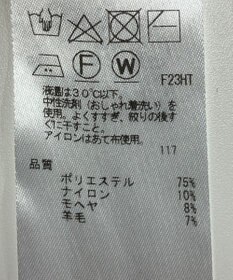 F W
F23HT
液温は30℃以下。
中性洗剤(おしゃれ着洗い)を
使用。よくすすぎ、絞りの後す
ぐに干すこと。
アイロンはあて布使用。
117
品質
ポリエステル 75%
ナイロン 10%
モヘヤ 8%
羊毛 7%